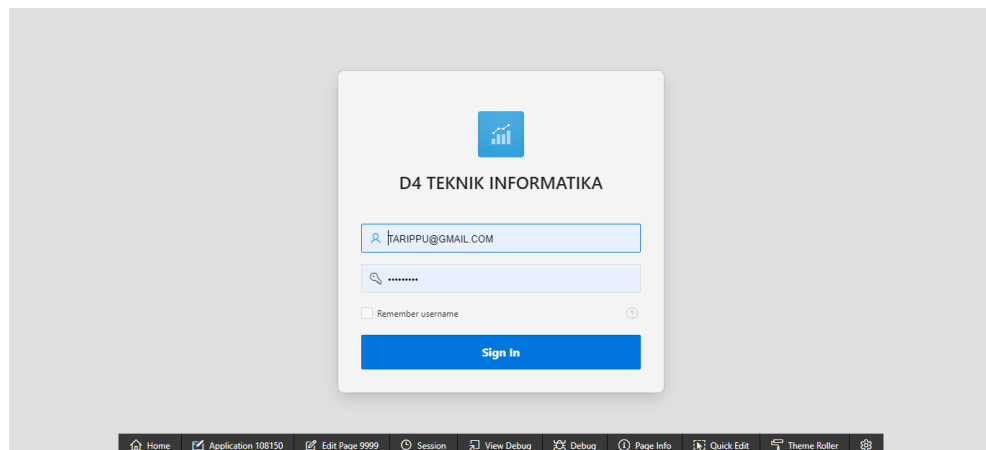 D4 TEKNIK INFORMATIKA
TARIPPU@GMAIL.COM
•••••••••
Remember username
?
Sign In
Home Application 108150 Edit Page 9999 Session View Debug Debug Page Info Quick Edit Theme Roller